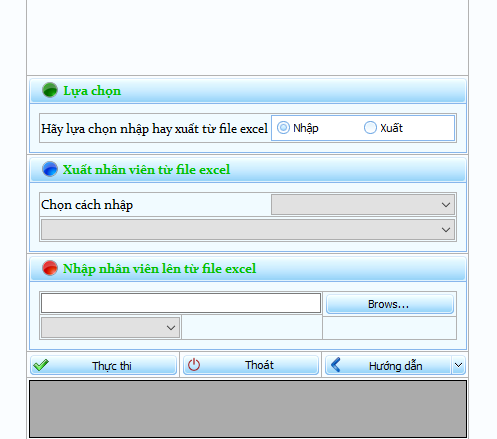 Lựa chọn
Hãy lựa chọn nhập hay xuất từ file excel Nhập Xuất
Xuất nhân viên từ file excel
Chọn cách nhập
Nhập nhân viên lên từ file excel
Brows...
Thực thi Thoát Hướng dẫn